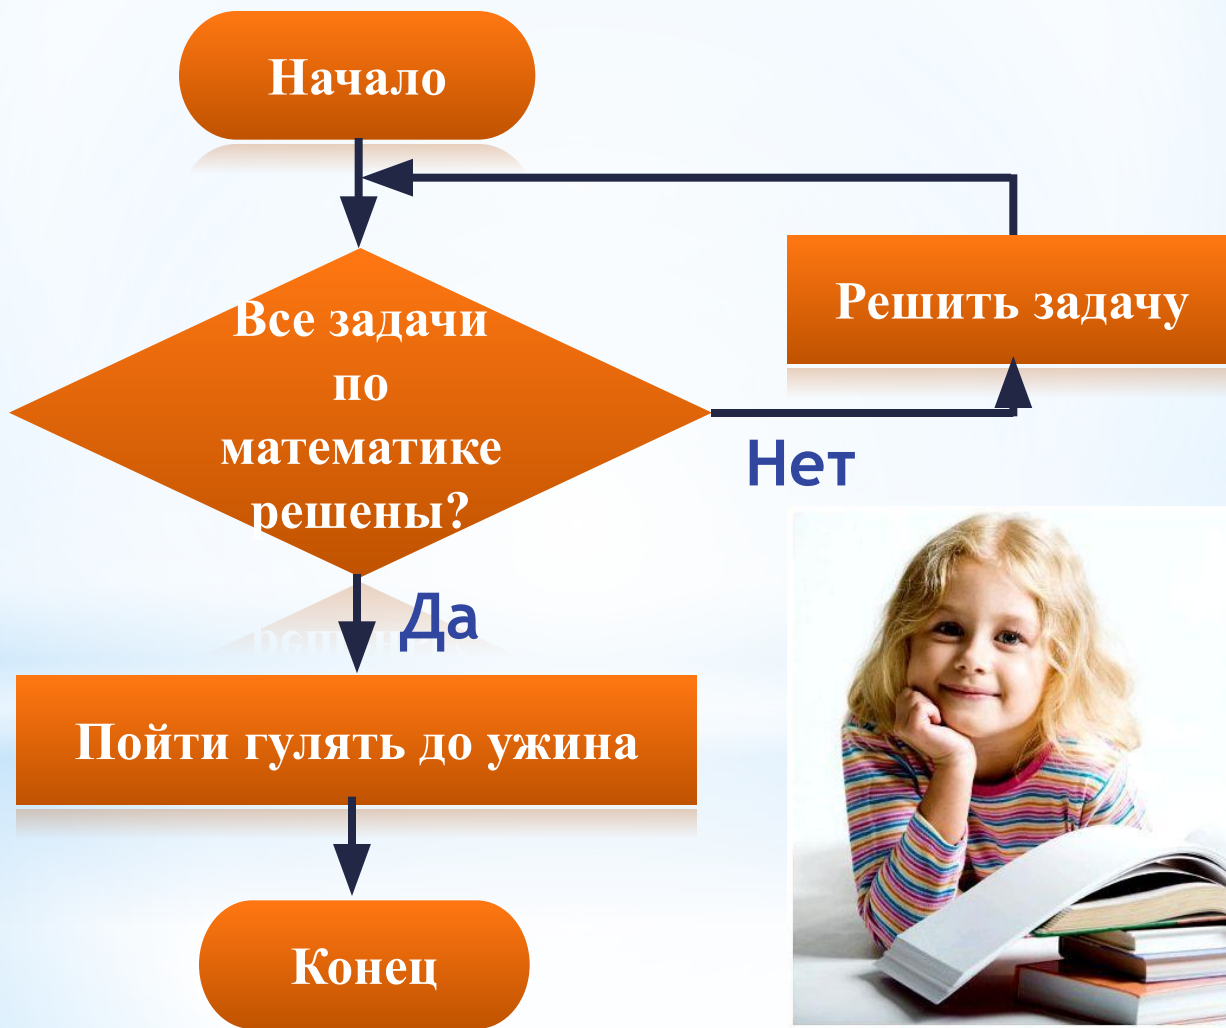 Начало
Решить задачу
Все задачи
по
математике
решены?
Нет
Да
Пойти гулять до ужина
Конец